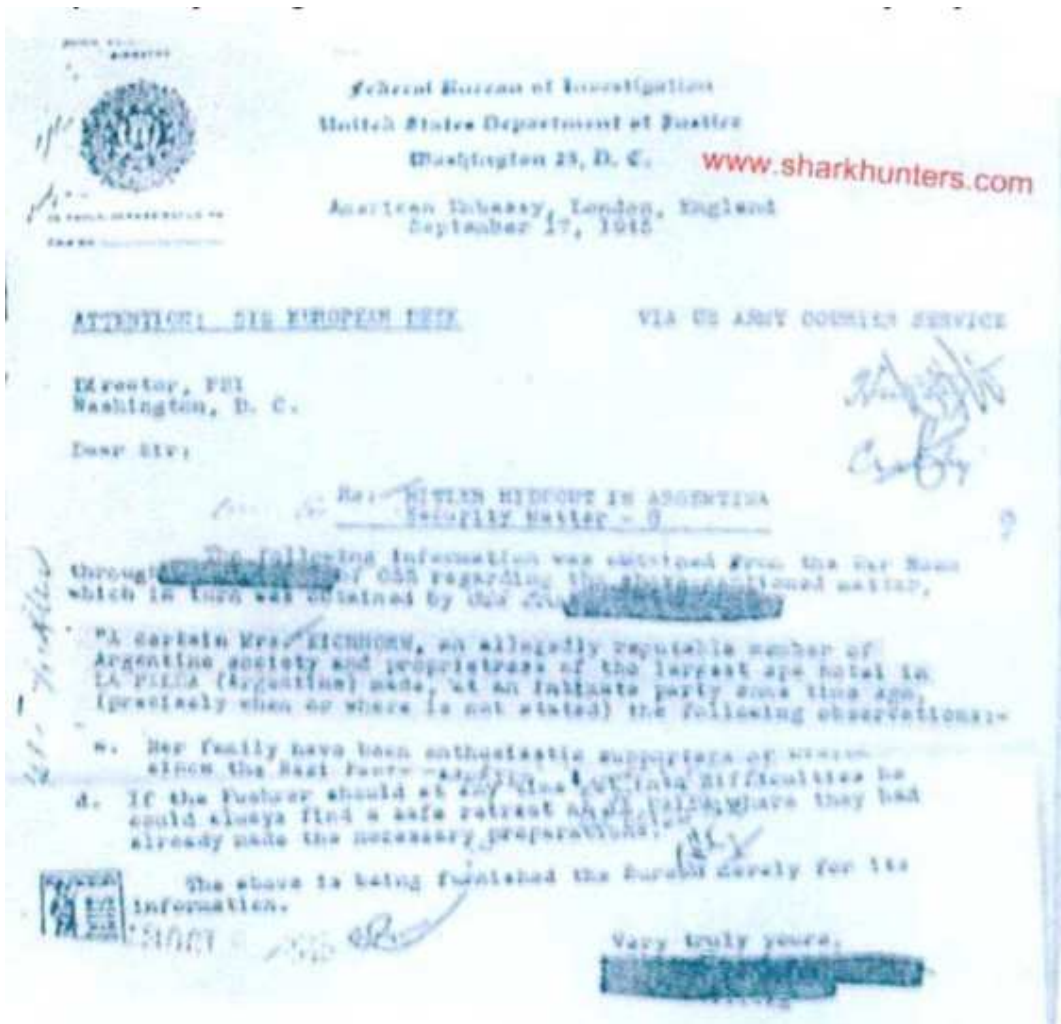 Federal Bureau of Investigation
United States Department of Justice
Washington 25, D. C.
www.sharkhunters.com
American Embassy, London, England
September 17, 1945
ATTENTION: SIS EUROPEAN DESK
VIA US ARMY COURIER SERVICE
Director, FBI
Washington, D. C.
Dear Sir:
Re: HITLER HIDEOUT IN ARGENTINA
Security Matter - G
The following information was obtained from the War Room
through of OSS regarding the above-mentioned matter,
which in turn was obtained by
"A certain Mrs. EICHHORN, an allegedly reputable member of
Argentine society and proprietress of the largest spa hotel in
LA FALDA (Argentine) made, at an intimate party some time ago,
(precisely when or where is not stated) the following observations:-
a. Her family have been enthusiastic supporters of
since the Nazi Party
d. If the Fuehrer should at any time get into difficulties he
could always find a safe retreat where they had
already made the necessary preparations."
The above is being furnished the Bureau merely for its
information.
OCT
Very truly yours,